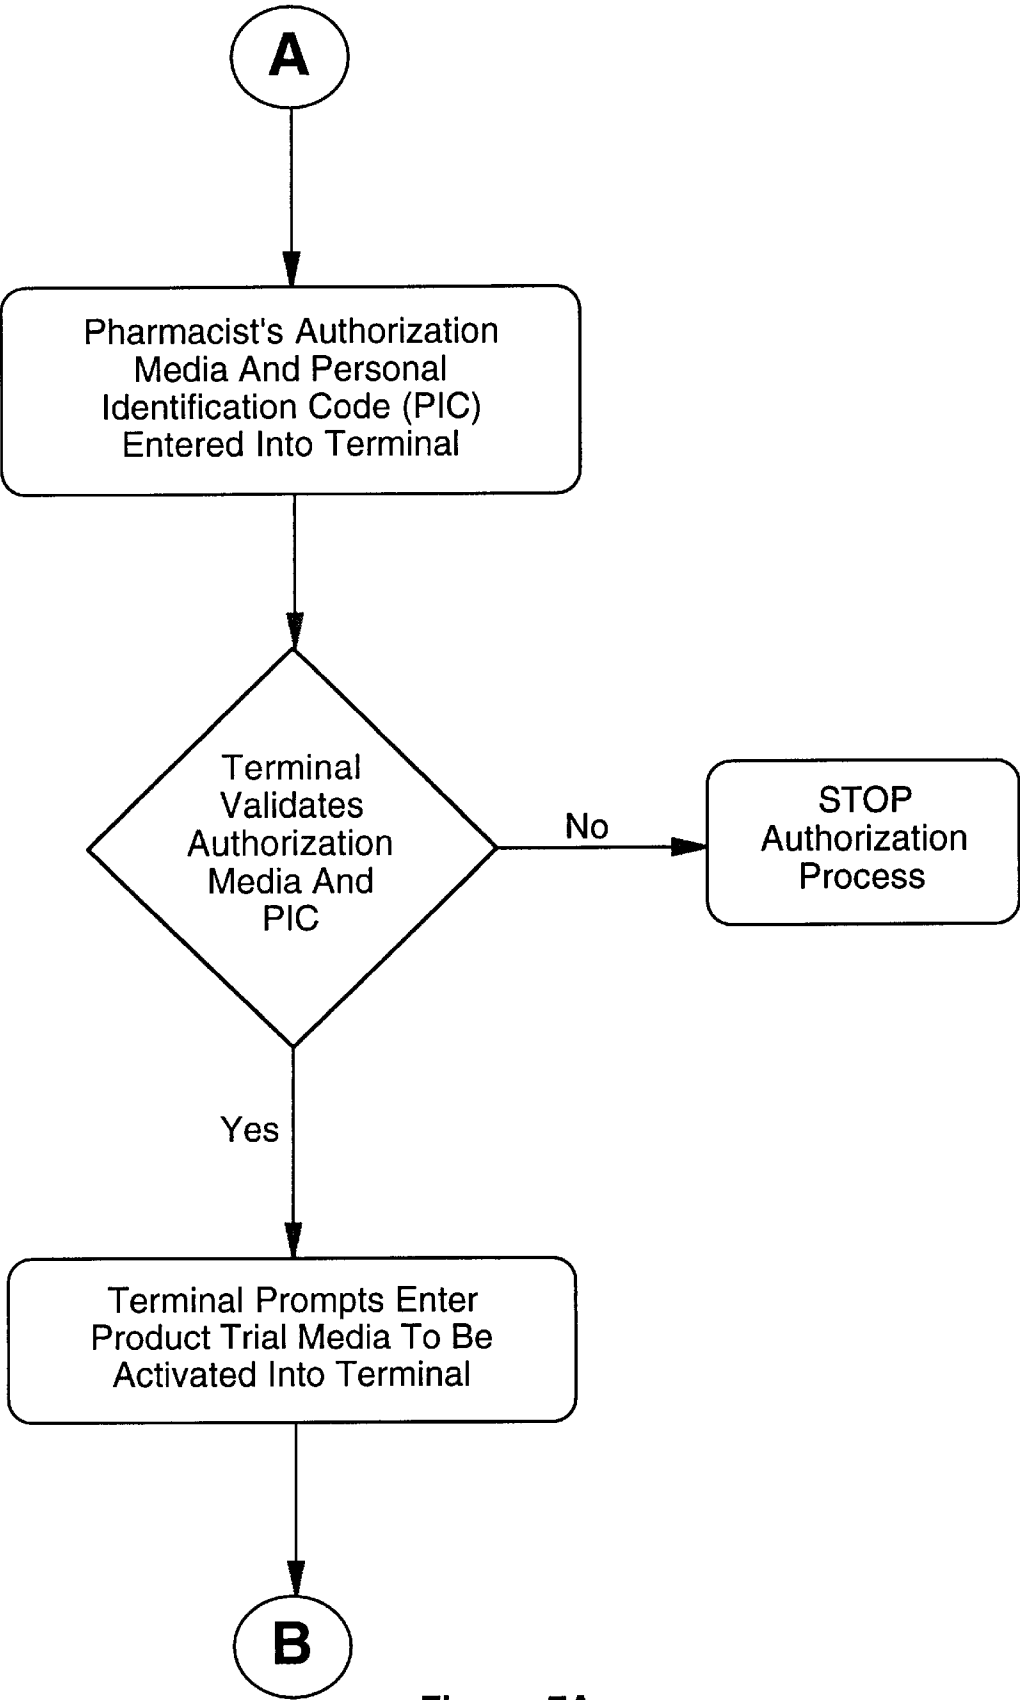 A
Pharmacist's Authorization
Media And Personal
Identification Code (PIC)
Entered Into Terminal
Terminal
Validates
Authorization
Media And
PIC
No
STOP
Authorization
Process
Yes
Terminal Prompts Enter
Product Trial Media To Be
Activated Into Terminal
B